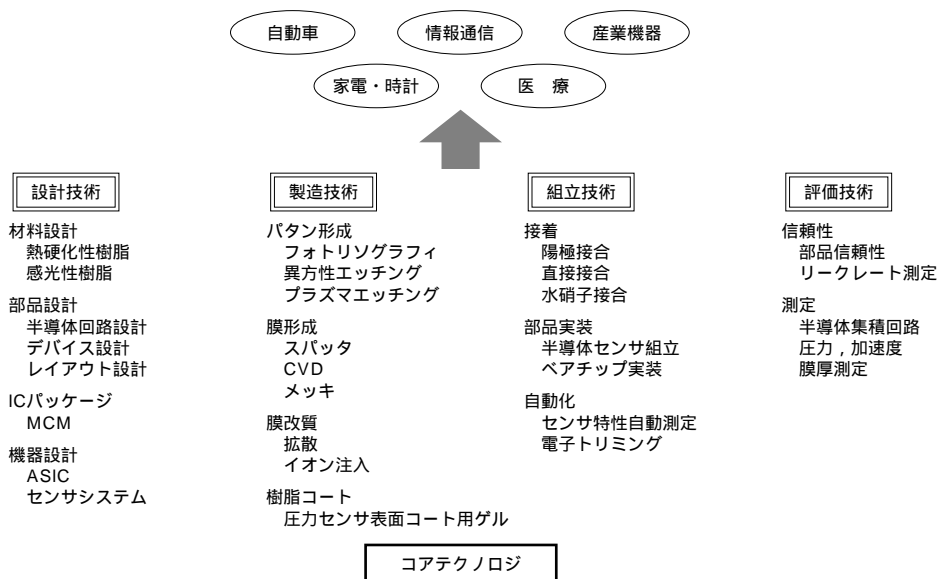 自動車
情報通信
産業機器
家電・時計
医　療
設計技術
材料設計
熱硬化性樹脂
感光性樹脂
部品設計
半導体回路設計
デバイス設計
レイアウト設計
ICパッケージ
MCM
機器設計
ASIC
センサシステム
製造技術
パタン形成
フォトリソグラフィ
異方性エッチング
プラズマエッチング
膜形成
スパッタ
CVD
メッキ
膜改質
拡散
イオン注入
樹脂コート
圧力センサ表面コート用ゲル
組立技術
接着
陽極接合
直接接合
水硝子接合
部品実装
半導体センサ組立
ベアチップ実装
自動化
センサ特性自動測定
電子トリミング
評価技術
信頼性
部品信頼性
リークレート測定
測定
半導体集積回路
圧力，加速度
膜厚測定
コアテクノロジ